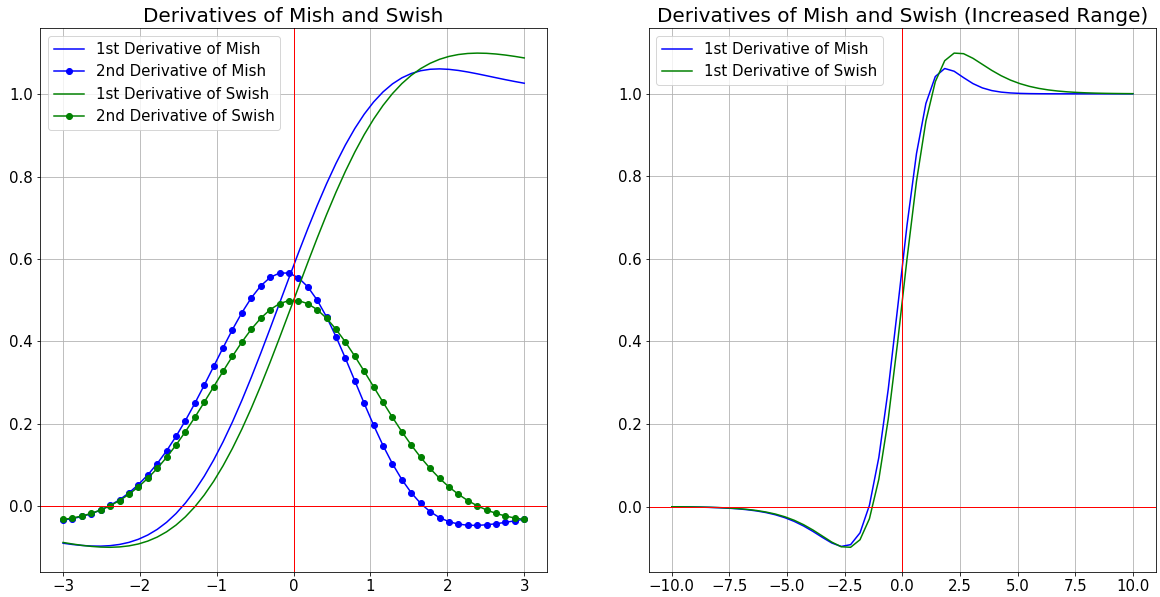 Derivatives of Mish and Swish
1st Derivative of Mish
2nd Derivative of Mish
1st Derivative of Swish
2nd Derivative of Swish
1.0
0.8
0.6
0.4
0.2
0.0
−3 −2 −1 0 1 2 3
Derivatives of Mish and Swish (Increased Range)
1st Derivative of Mish
1st Derivative of Swish
1.0
0.8
0.6
0.4
0.2
0.0
−10.0 −7.5 −5.0 −2.5 0.0 2.5 5.0 7.5 10.0